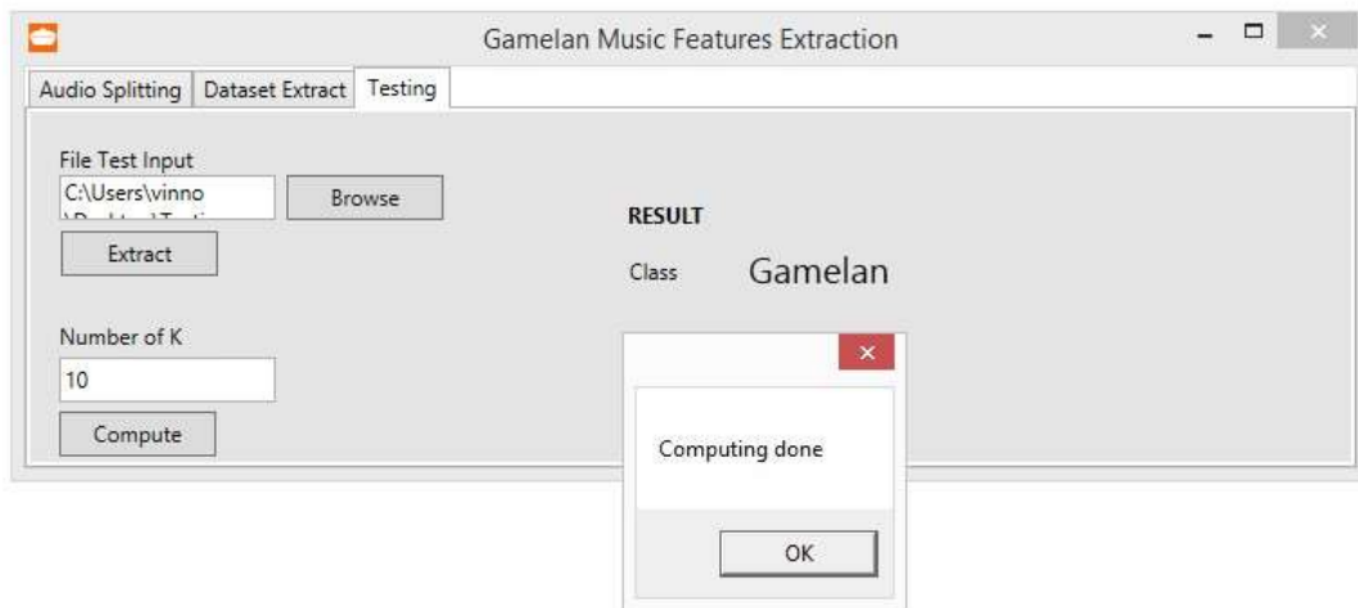 Gamelan Music Features Extraction
Audio Splitting Dataset Extract Testing
File Test Input
C:\Users\vinno
Browse
Extract
RESULT
Class Gamelan
Number of K
10
Compute
Computing done
OK